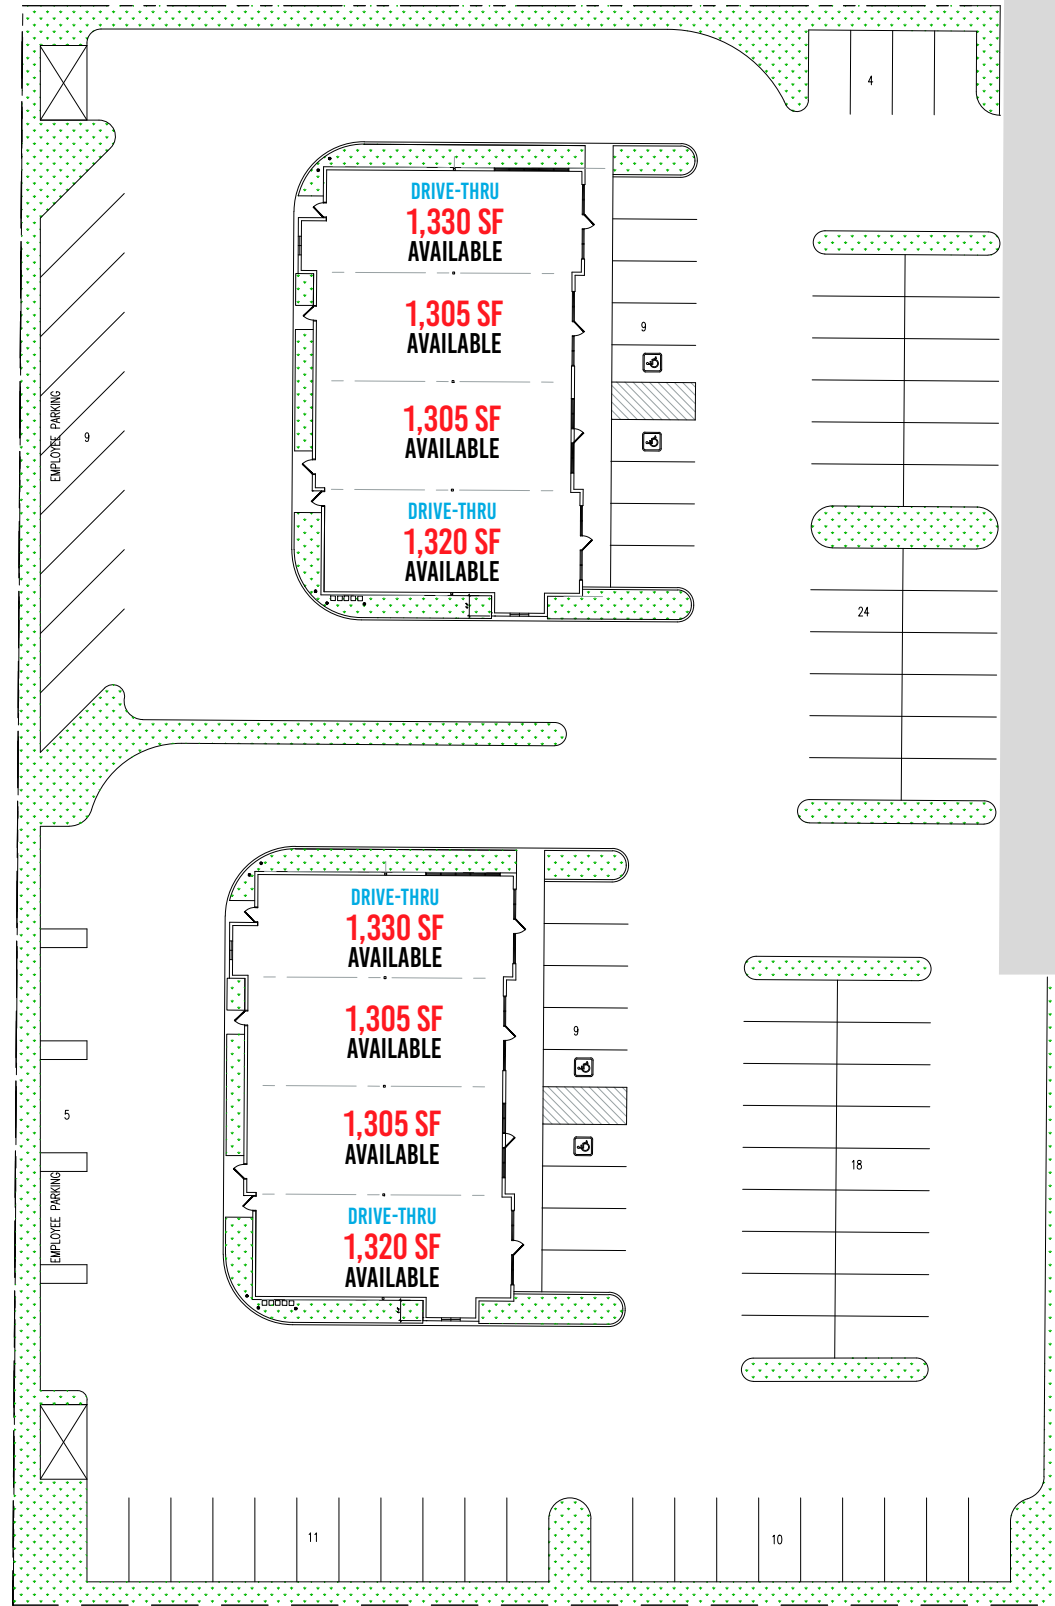 4
DRIVE-THRU
1,330 SF
AVAILABLE
1,305 SF
AVAILABLE
9
1,305 SF
AVAILABLE
EMPLOYEE PARKING
9
DRIVE-THRU
1,320 SF
AVAILABLE
24
DRIVE-THRU
1,330 SF
AVAILABLE
1,305 SF
AVAILABLE
9
1,305 SF
AVAILABLE
5
EMPLOYEE PARKING
18
DRIVE-THRU
1,320 SF
AVAILABLE
11
10